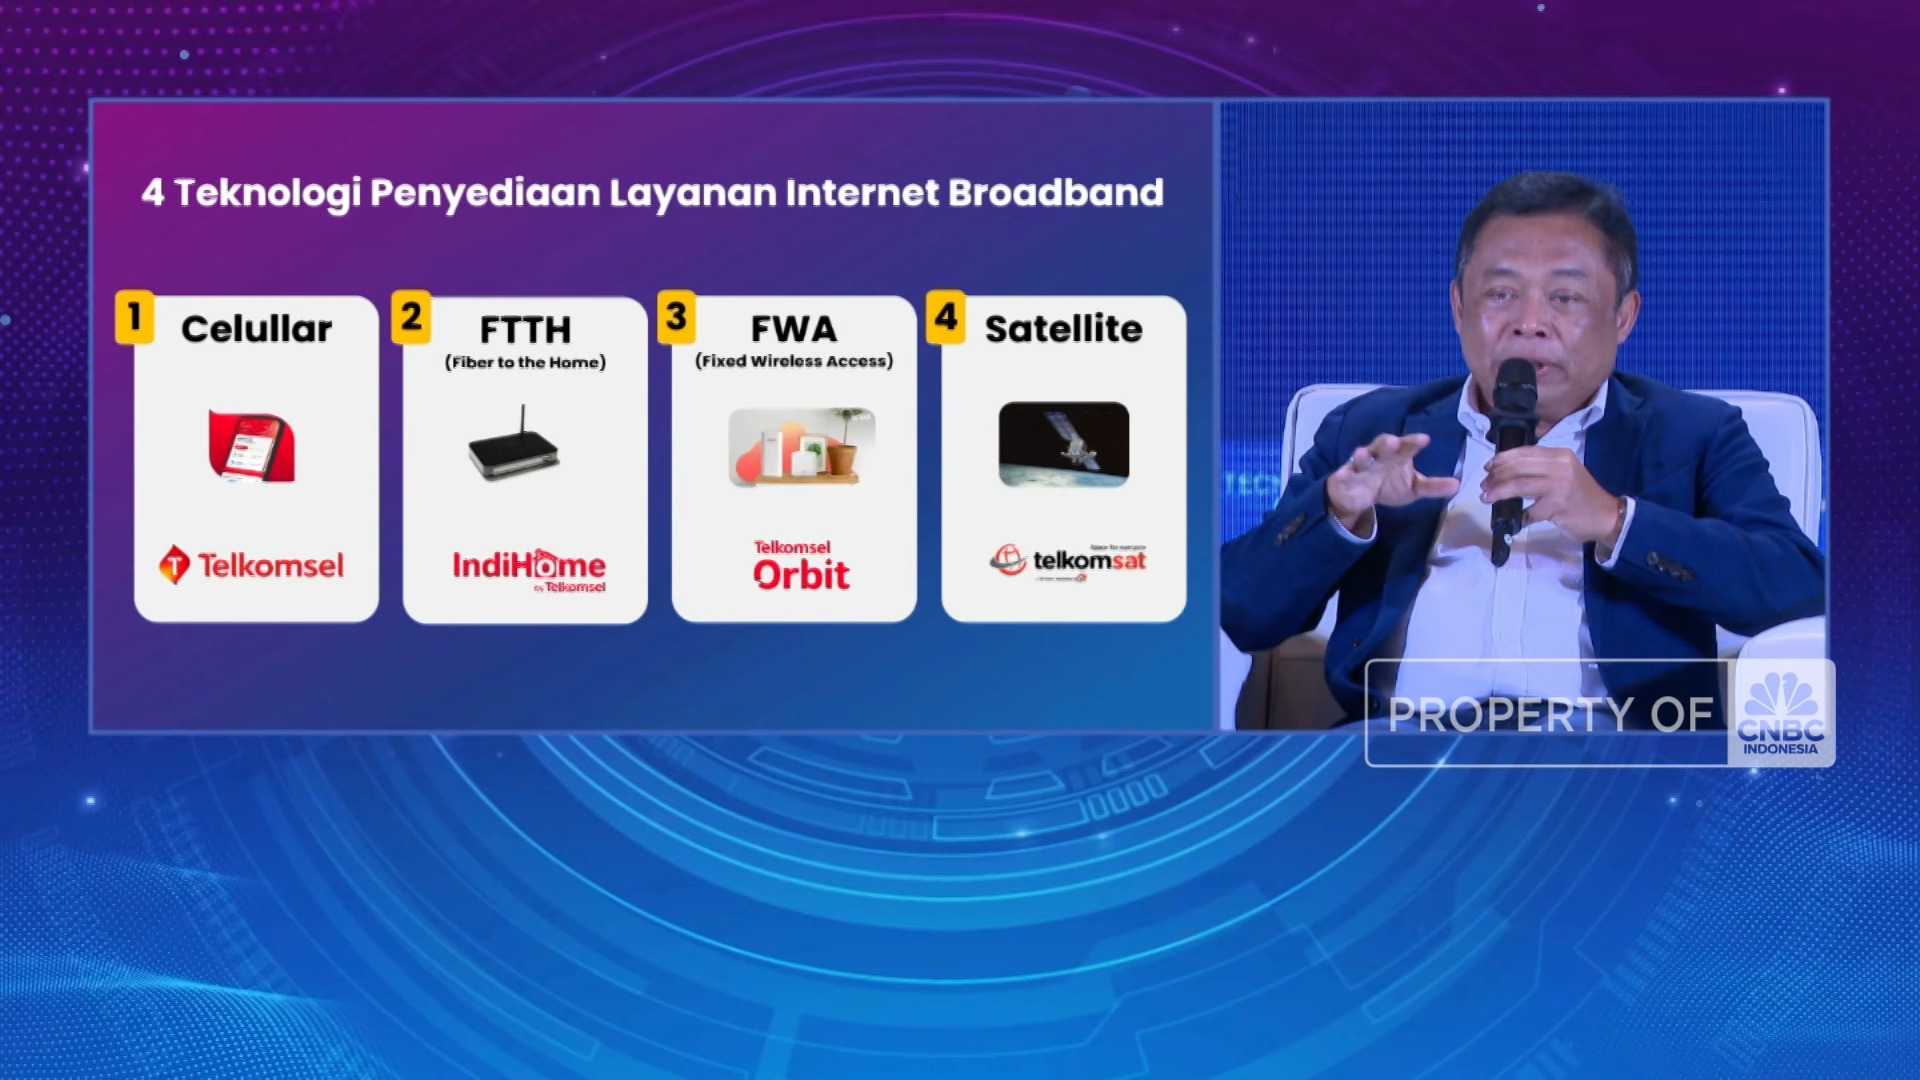 4 Teknologi Penyediaan Layanan Internet Broadband
1
Celullar
Telkomsel
2
FTTH
(Fiber to the Home)
IndiHome
by Telkomsel
3
FWA
(Fixed Wireless Access)
Telkomsel
Orbit
4
Satellite
telkomsat
PROPERTY OF
CNBC
INDONESIA